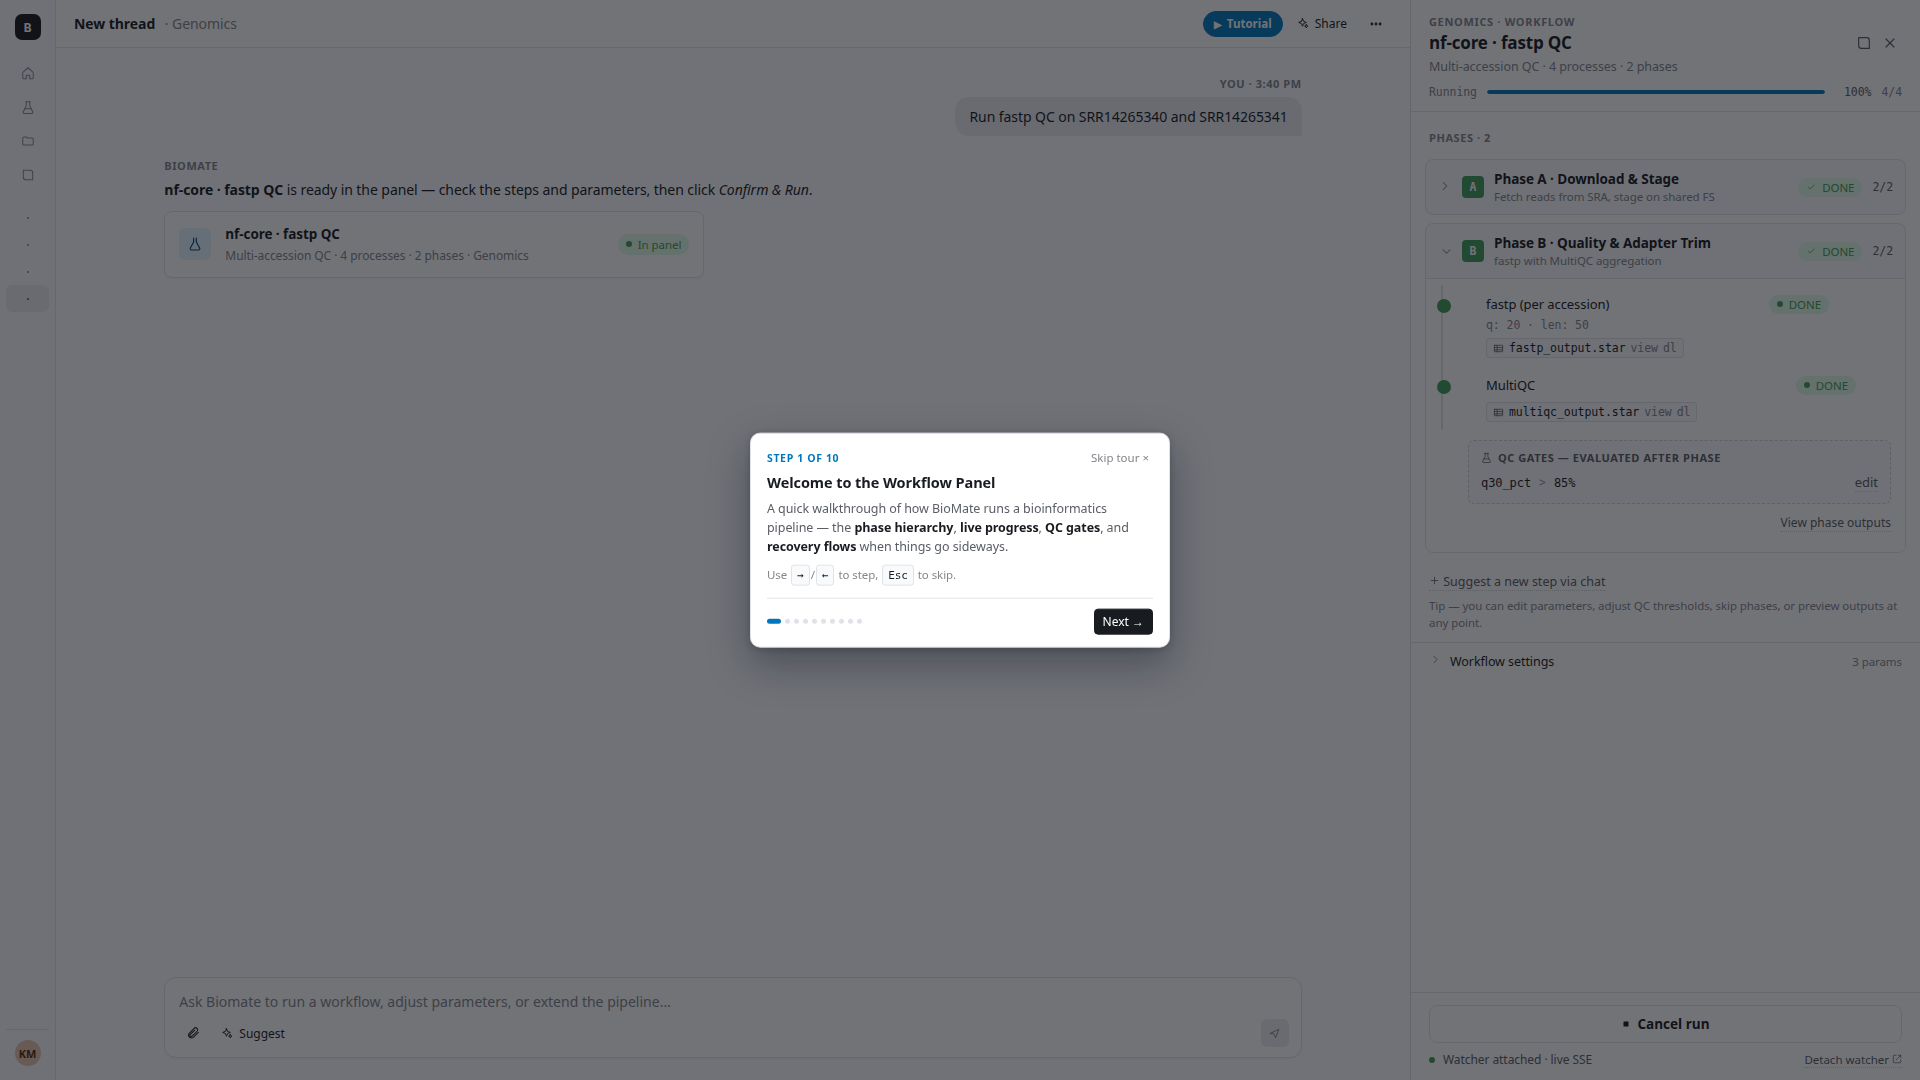 B
New thread · Genomics
▶ Tutorial
Share
•••
YOU · 3:40 PM
Run fastp QC on SRR14265340 and SRR14265341
BIOMATE
nf-core · fastp QC is ready in the panel — check the steps and parameters, then click Confirm & Run.
nf-core · fastp QC
Multi-accession QC · 4 processes · 2 phases · Genomics
In panel
STEP 1 OF 10
Skip tour ×
Welcome to the Workflow Panel
A quick walkthrough of how BioMate runs a bioinformatics
pipeline — the phase hierarchy, live progress, QC gates, and
recovery flows when things go sideways.
Use → / ← to step, Esc to skip.
Next →
Ask Biomate to run a workflow, adjust parameters, or extend the pipeline...
Suggest
KM
GENOMICS · WORKFLOW
nf-core · fastp QC
Multi-accession QC · 4 processes · 2 phases
Running 100% 4/4
PHASES · 2
A
Phase A · Download & Stage
Fetch reads from SRA, stage on shared FS
DONE 2/2
B
Phase B · Quality & Adapter Trim
fastp with MultiQC aggregation
DONE 2/2
fastp (per accession)
DONE
q: 20 · len: 50
fastp_output.star view dl
MultiQC
DONE
multiqc_output.star view dl
QC GATES — EVALUATED AFTER PHASE
q30_pct > 85%
edit
View phase outputs
+ Suggest a new step via chat
Tip — you can edit parameters, adjust QC thresholds, skip phases, or preview outputs at
any point.
Workflow settings
3 params
Cancel run
Watcher attached · live SSE
Detach watcher